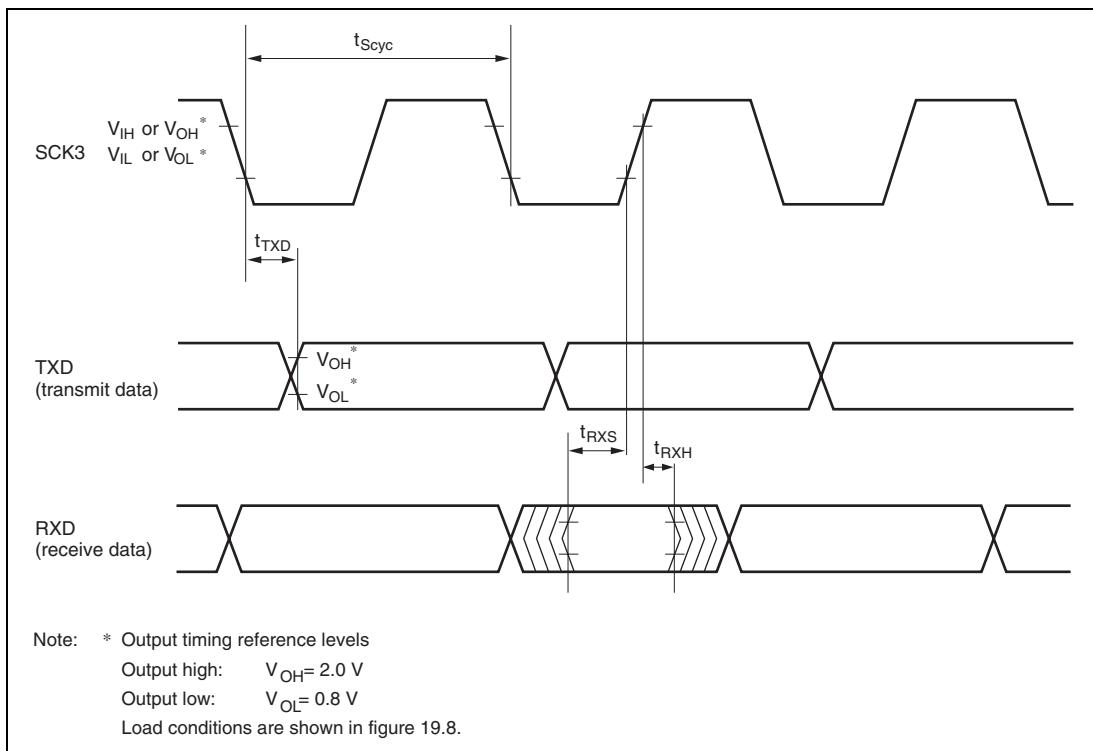 tScyc
VIH or VOH*
SCK3
VIL or VOL*
tTXD
TXD
(transmit data)
VOH*
VOL*
tRXS
tRXH
RXD
(receive data)
Note: * Output timing reference levels
Output high: VOH= 2.0 V
Output low: VOL= 0.8 V
Load conditions are shown in figure 19.8.